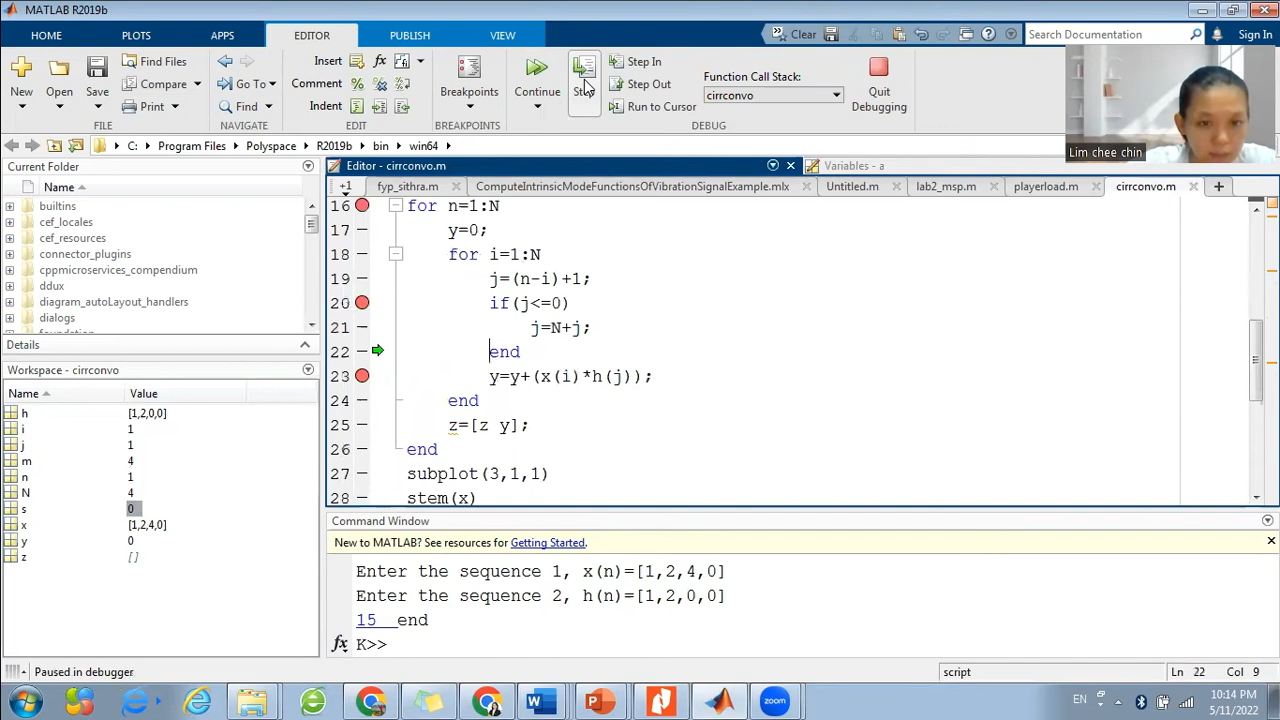 MATLAB R2019b
HOME PLOTS APPS EDITOR PUBLISH VIEW Clear Search Documentation Sign In
New Open Save Find Files Compare Print Go To Find Insert Comment Indent fx Breakpoints Continue Step In Step Out Run to Cursor Function Call Stack: cirrconvo Quit Debugging
FILE NAVIGATE EDIT BREAKPOINTS DEBUG
Lim chee chin
C: Program Files Polyspace R2019b bin win64
Current Folder
Name
builtins
cef_locales
cef_resources
connector_plugins
cppmicroservices_compendium
ddux
diagram_autoLayout_handlers
dialogs
Details
Workspace - cirrconvo
Name Value
h [1,2,0,0]
i 1
j 1
m 4
n 1
N 4
s 0
x [1,2,4,0]
y 0
z []
Editor - cirrconvo.m Variables - a
+1 fyp_sithra.m ComputeIntrinsicModeFunctionsOfVibrationSignalExample.mlx Untitled.m lab2_msp.m playerload.m cirrconvo.m
16 for n=1:N
17 y=0;
18 for i=1:N
19 j=(n-i)+1;
20 if(j<=0)
21 j=N+j;
22 end
23 y=y+(x(i)*h(j));
24 end
25 z=[z y];
26 end
27 subplot(3,1,1)
28 stem(x)
Command Window
New to MATLAB? See resources for Getting Started.
Enter the sequence 1, x(n)=[1,2,4,0]
Enter the sequence 2, h(n)=[1,2,0,0]
15 end
fx K>>
Paused in debugger script Ln 22 Col 9
EN 10:14 PM
5/11/2022